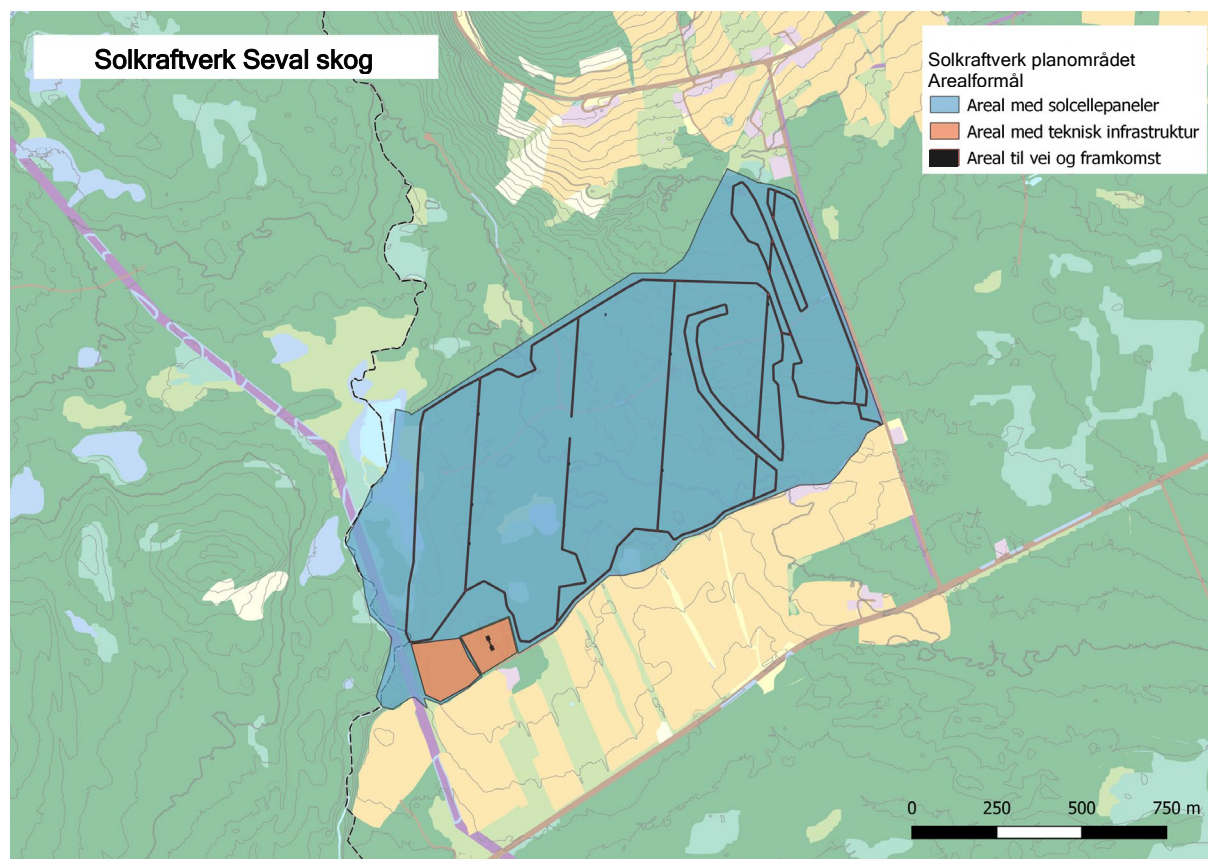 Solkraftverk Seval skog
Solkraftverk planområdet
Arealformål
Areal med solcellepaneler
Areal med teknisk infrastruktur
Areal til vei og framkomst
0 250 500 750 m